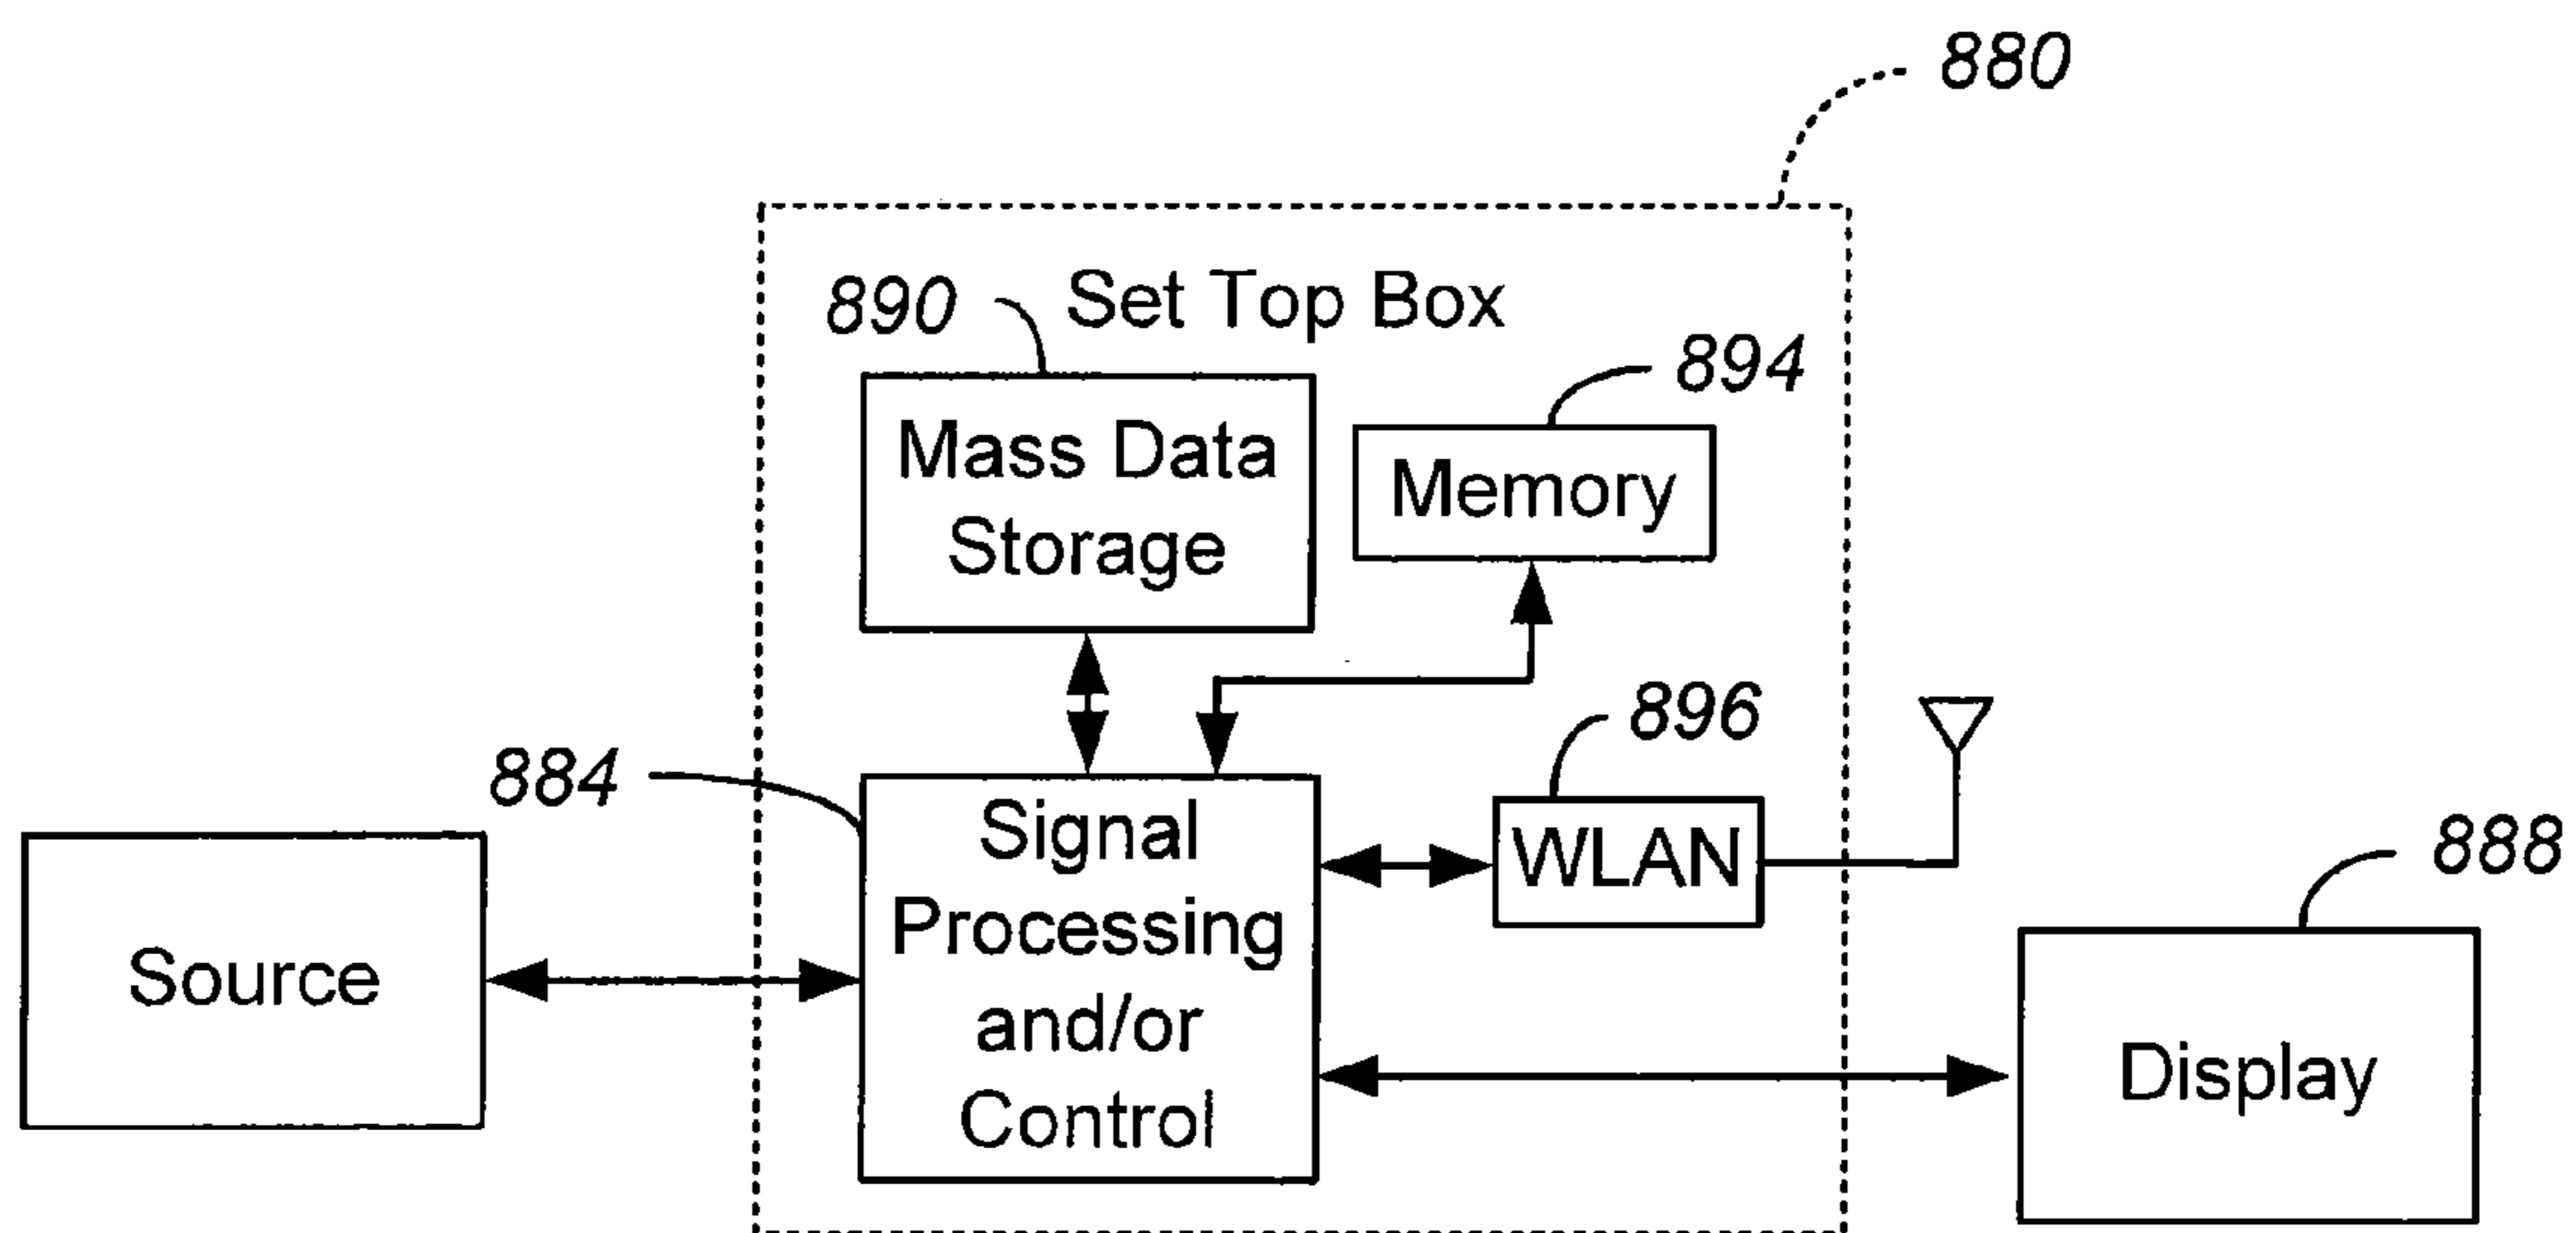 880
890
Set Top Box
894
Mass Data
Storage
Memory
896
884
Signal
Processing
and/or
Control
WLAN
888
Source
Display